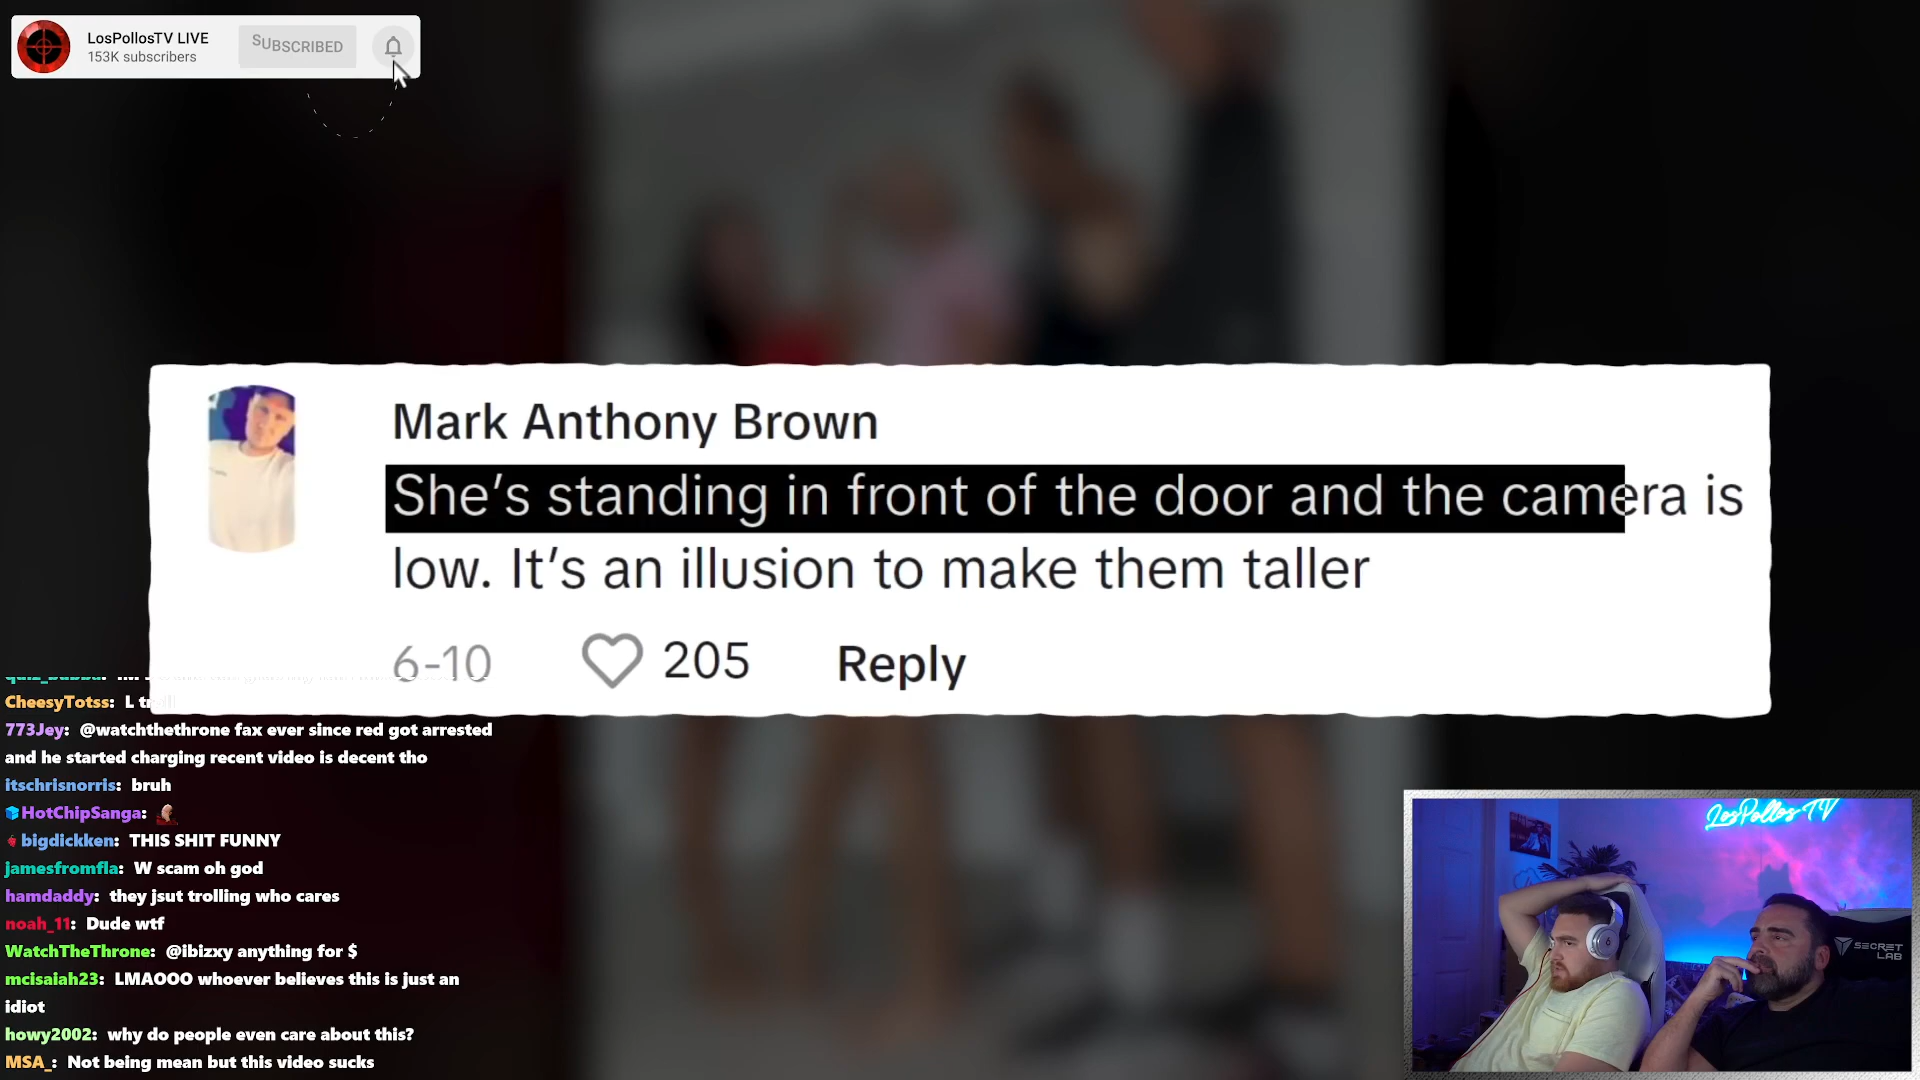 LosPollosTV LIVE
SUBSCRIBED
153K subscribers
Mark Anthony Brown
She's standing in front of the door and the camera is
low. It's an illusion to make them taller
6-10
205
Reply
CheesyTotss: L
773Jey: @watchthethrone fax ever since red got arrested
and he started charging recent video is decent tho
itschrisnorris: bruh
HotChipSanga:
bigdickken: THIS SHIT FUNNY
jamesfromfla: W scam oh god
hamdaddy: they jsut trolling who cares
noah_11: Dude wtf
WatchTheThrone: @ibizxy anything for $
mcisaiah23: LMAOOO whoever believes this is just an
idiot
howy2002: why do people even care about this?
MSA_: Not being mean but this video sucks
LosPollos TV
SECRET
LAB